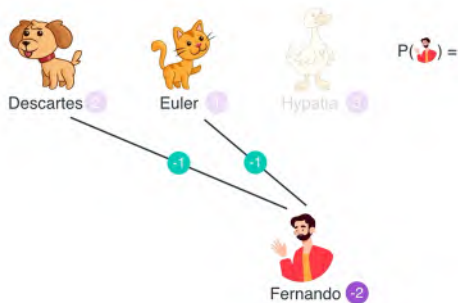 Descartes
Euler
Hypatia
P( ) =
-1
-1
Fernando -2